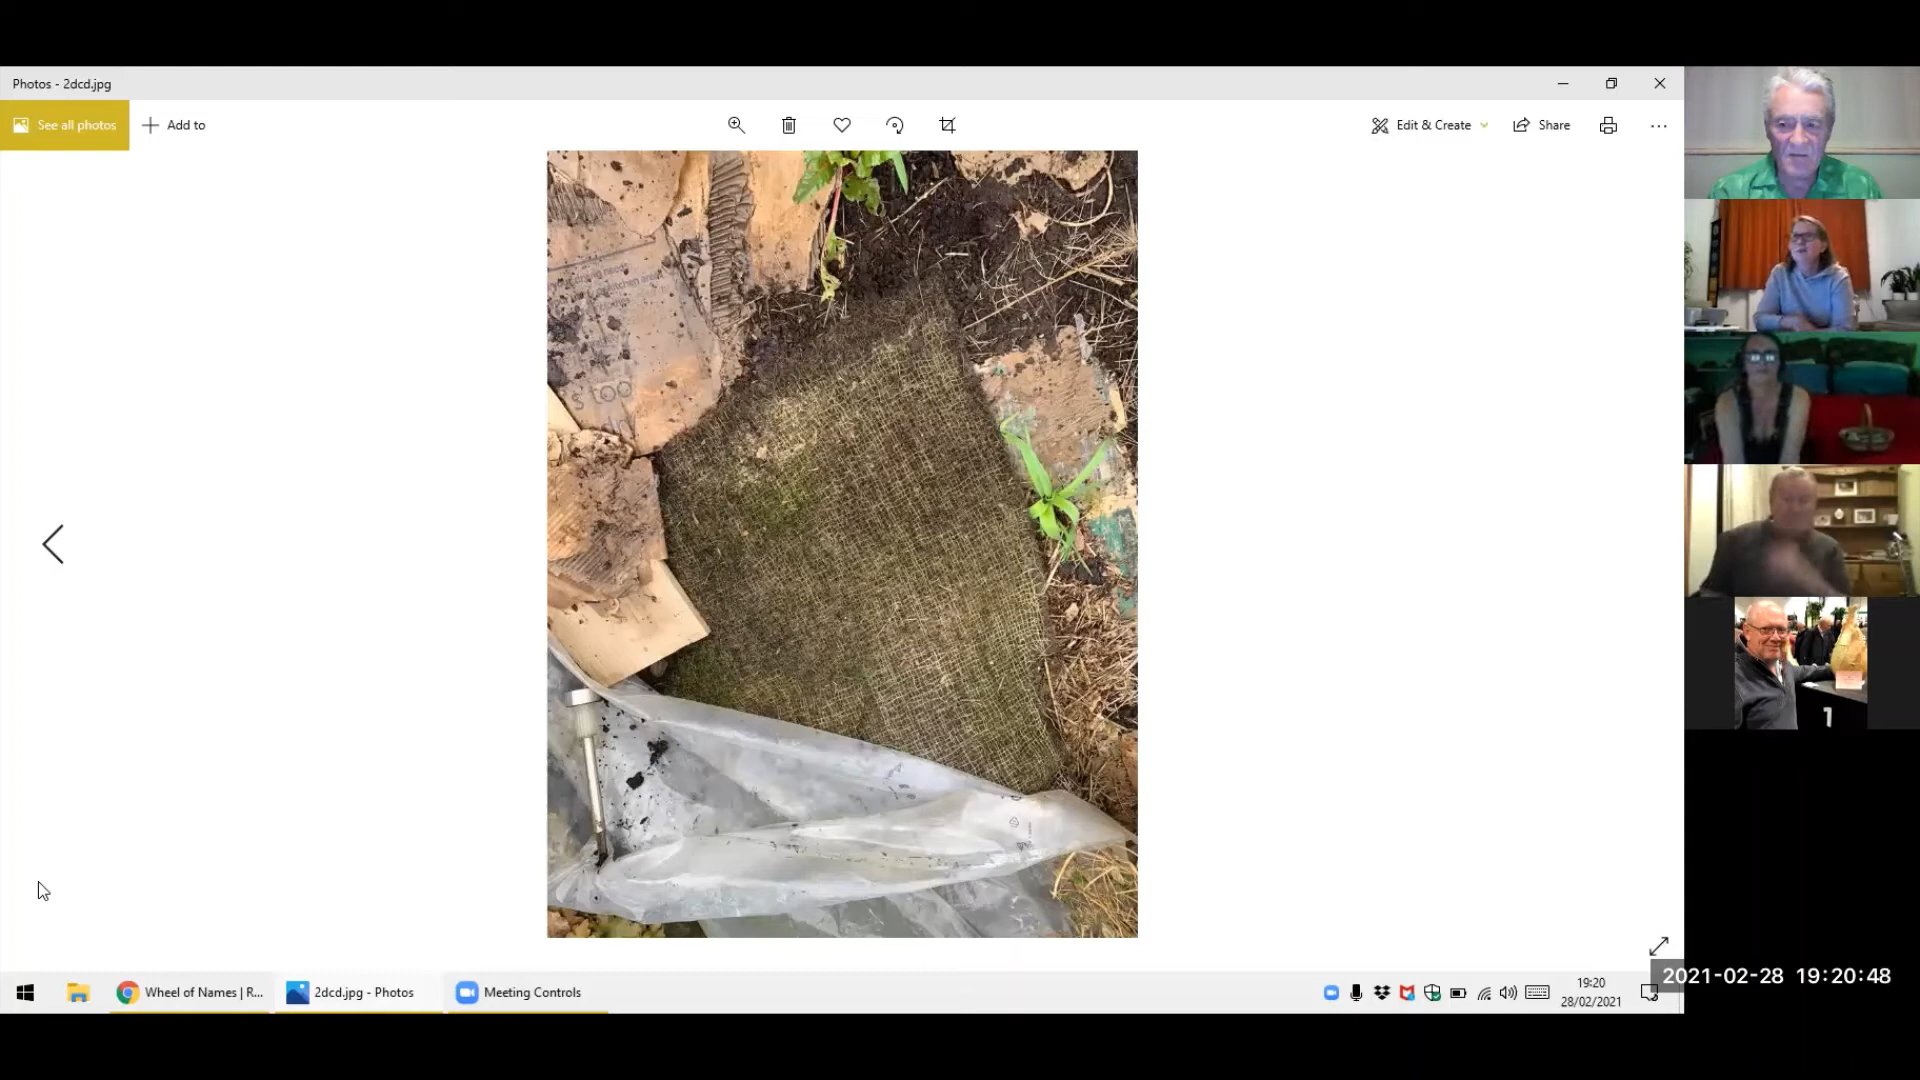 Photos - 2dcd.jpg
See all photos
Add to
Edit & Create
Share
1
Wheel of Names | R...
2dcd.jpg - Photos
Meeting Controls
19:20
28/02/2021
2021-02-28 19:20:48